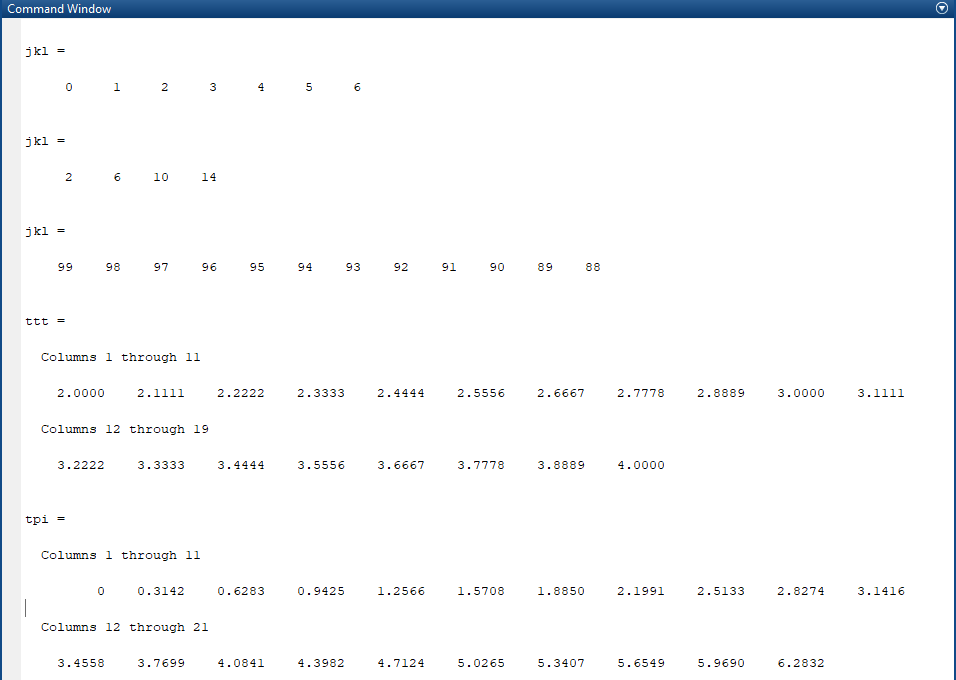 Command Window
jkl =
0 1 2 3 4 5 6
jkl =
2 6 10 14
jkl =
99 98 97 96 95 94 93 92 91 90 89 88
ttt =
Columns 1 through 11
2.0000 2.1111 2.2222 2.3333 2.4444 2.5556 2.6667 2.7778 2.8889 3.0000 3.1111
Columns 12 through 19
3.2222 3.3333 3.4444 3.5556 3.6667 3.7778 3.8889 4.0000
tpi =
Columns 1 through 11
0 0.3142 0.6283 0.9425 1.2566 1.5708 1.8850 2.1991 2.5133 2.8274 3.1416
Columns 12 through 21
3.4558 3.7699 4.0841 4.3982 4.7124 5.0265 5.3407 5.6549 5.9690 6.2832